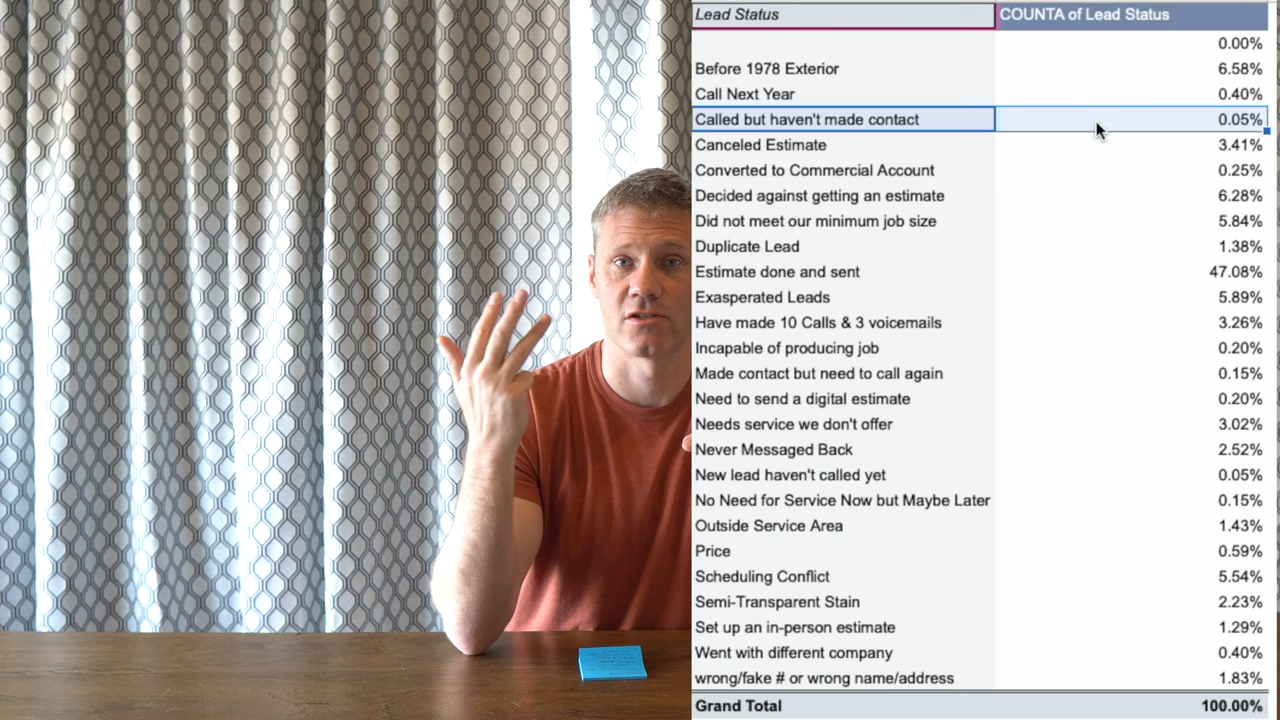 Lead Status COUNTA of Lead Status
0.00%
Before 1978 Exterior 6.58%
Call Next Year 0.40%
Called but haven't made contact 0.05%
Canceled Estimate 3.41%
Converted to Commercial Account 0.25%
Decided against getting an estimate 6.28%
Did not meet our minimum job size 5.84%
Duplicate Lead 1.38%
Estimate done and sent 47.08%
Exasperated Leads 5.89%
Have made 10 Calls & 3 voicemails 3.26%
Incapable of producing job 0.20%
Made contact but need to call again 0.15%
Need to send a digital estimate 0.20%
Needs service we don't offer 3.02%
Never Messaged Back 2.52%
New lead haven't called yet 0.05%
No Need for Service Now but Maybe Later 0.15%
Outside Service Area 1.43%
Price 0.59%
Scheduling Conflict 5.54%
Semi-Transparent Stain 2.23%
Set up an in-person estimate 1.29%
Went with different company 0.40%
wrong/fake # or wrong name/address 1.83%
Grand Total 100.00%